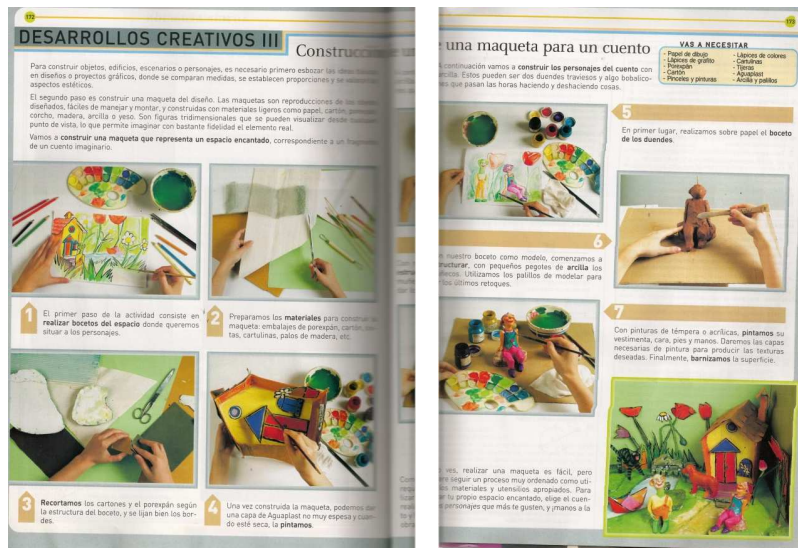 172
DESARROLLOS CREATIVOS III
Construcción
Para construir objetos, edificios, escenarios o personajes, es necesario primero esbozar las ideas
en diseños o proyectos gráficos, donde se comparan medidas, se establecen proporciones y se
aspectos estéticos.
El segundo paso es construir una maqueta del diseño. Las maquetas son reproducciones de los
diseñados, fáciles de manejar y montar, y construidas con materiales ligeros como papel, cartón,
corcho, madera, arcilla o yeso. Son figuras tridimensionales que se pueden visualizar desde
punto de vista, lo que permite imaginar con bastante fidelidad el elemento real.
Vamos a construir una maqueta que representa un espacio encantado, correspondiente a un
de un cuento imaginario.
1
El primer paso de la actividad consiste en
realizar bocetos del espacio donde queremos
situar a los personajes.
2
Preparamos los materiales para construir
maqueta: embalajes de porexpán, cartón,
tas, cartulinas, palos de madera, etc.
3
Recortamos los cartones y el porexpán según
la estructura del boceto, y se lijan bien los bor-
des.
4
Una vez construida la maqueta, podemos dar
una capa de Aguaplast no muy espesa y cuan-
do esté seca, la pintamos.
173
una maqueta para un cuento
VAS A NECESITAR
- Papel de dibujo
- Lápices de grafito
- Porexpán
- Cartón
- Pinceles y pinturas
- Lápices de colores
- Cartulinas
- Tijeras
- Aguaplast
- Arcilla y palillos
continuación vamos a construir los personajes del cuento con
arcilla. Estos pueden ser dos duendes traviesos y algo bobalico-
nes que pasan las horas haciendo y deshaciendo cosas.
5
En primer lugar, realizamos sobre papel el boceto
de los duendes.
6
nuestro boceto como modelo, comenzamos a
structurar, con pequeños pegotes de arcilla los
Utilizamos los palillos de modelar para
los últimos retoques.
7
Con pinturas de témpera o acrílicas, pintamos su
vestimenta, cara, pies y manos. Daremos las capas
necesarias de pintura para producir las texturas
deseadas. Finalmente, barnizamos la superficie.
ves, realizar una maqueta es fácil, pero
seguir un proceso muy ordenado como uti-
materiales y utensilios apropiados. Para
tu propio espacio encantado, elige el cuen-
personajes que más te gusten, y ¡manos a la